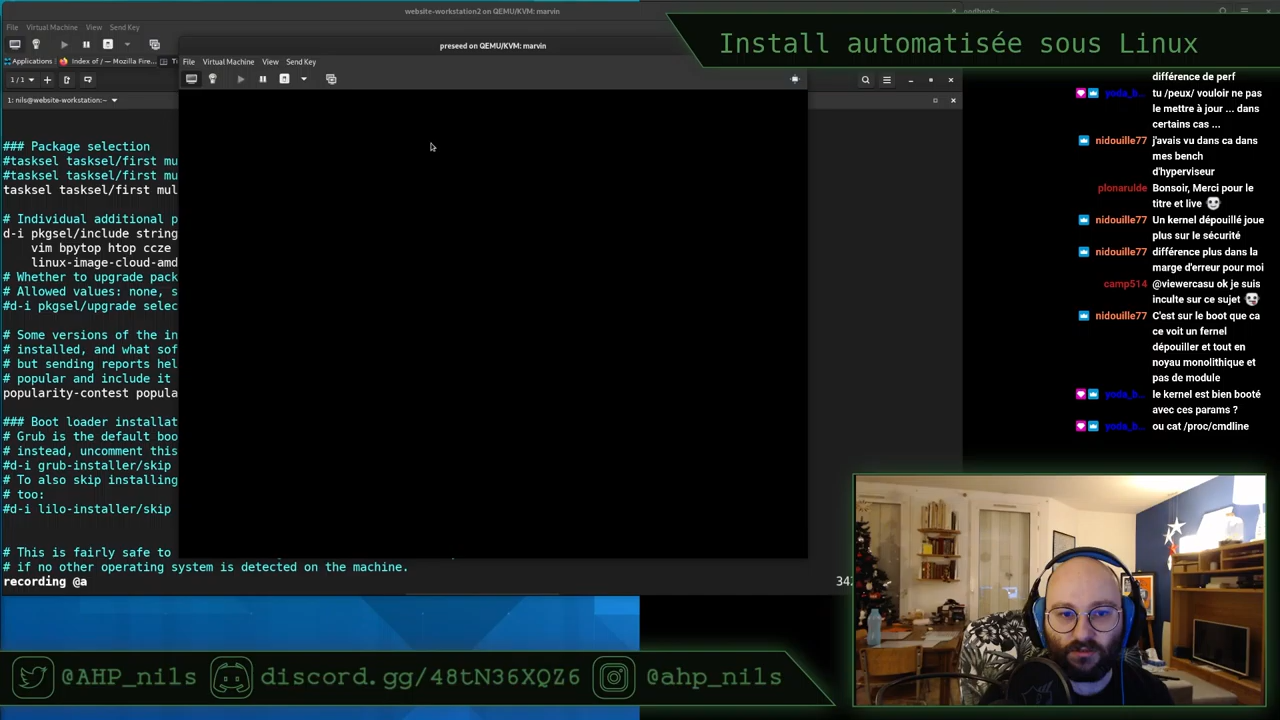 website-workstation2 on QEMU/KVM: marvin
File Virtual Machine View Send Key
Applications Index of / — Mozilla Fire...
1 / 1
1: nils@website-workstation:~
preseed on QEMU/KVM: marvin
File Virtual Machine View Send Key
### Package selection
#tasksel tasksel/first mu
#tasksel tasksel/first mu
tasksel tasksel/first mul
# Individual additional p
d-i pkgsel/include string
vim bpytop htop ccze
linux-image-cloud-amd
# Whether to upgrade pack
# Allowed values: none, s
#d-i pkgsel/upgrade selec
# Some versions of the in
# installed, and what sof
# but sending reports hel
# popular and include it
popularity-contest popula
### Boot loader installat
# Grub is the default boo
# instead, uncomment this
#d-i grub-installer/skip
# To also skip installing
# too:
#d-i lilo-installer/skip
# This is fairly safe to
# if no other operating system is detected on the machine.
recording @a
342
Install automatisée sous Linux
différence de perf
yoda_b... tu /peux/ vouloir ne pas
le mettre à jour ... dans
certains cas ...
nidouille77 j'avais vu dans ca dans
mes bench
d'hyperviseur
plonarulde Bonsoir, Merci pour le
titre et live
nidouille77 Un kernel dépouillé joue
plus sur le sécurité
nidouille77 différence plus dans la
marge d'erreur pour moi
camp514 @viewercasu ok je suis
inculte sur ce sujet
nidouille77 C'est sur le boot que ca
ce voit un fernel
dépouiller et tout en
noyau monolithique et
pas de module
yoda_b... le kernel est bien booté
avec ces params ?
yoda_b... ou cat /proc/cmdline
@AHP_nils discord.gg/48tN36XQZ6 @ahp_nils